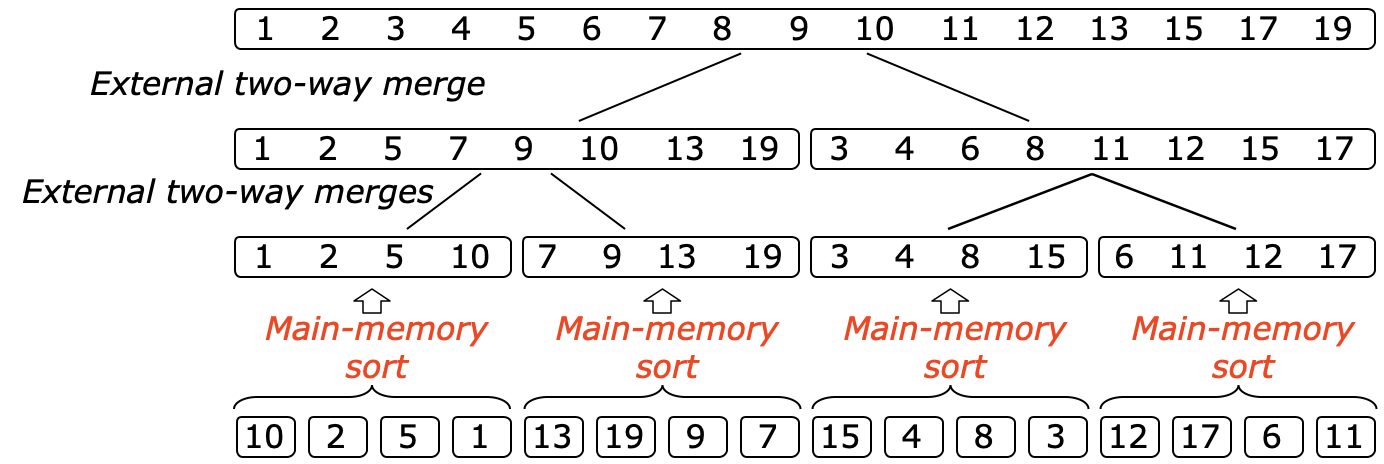 1 2 3 4 5 6 7 8 9 10 11 12 13 15 17 19
External two-way merge
1 2 5 7 9 10 13 19 3 4 6 8 11 12 15 17
External two-way merges
1 2 5 10 7 9 13 19 3 4 8 15 6 11 12 17
Main-memory Main-memory Main-memory Main-memory
sort sort sort sort
10 2 5 1 13 19 9 7 15 4 8 3 12 17 6 11